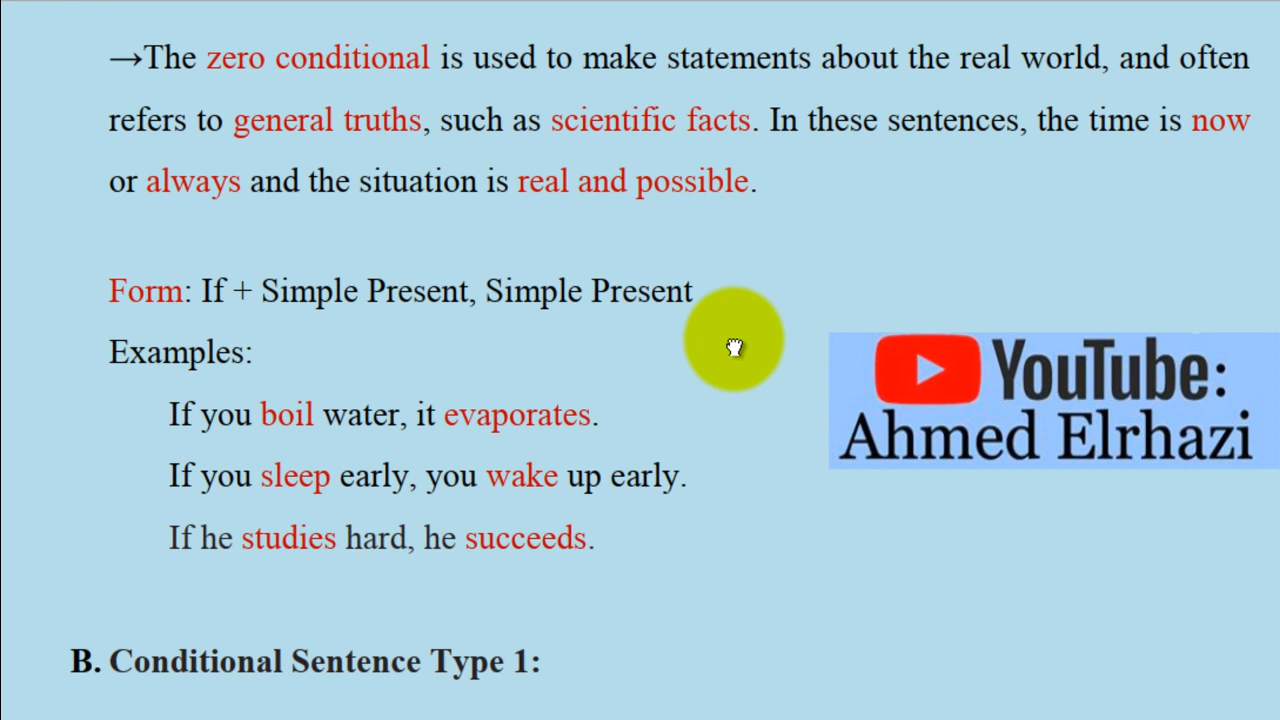 →The zero conditional is used to make statements about the real world, and often
refers to general truths, such as scientific facts. In these sentences, the time is now
or always and the situation is real and possible.
Form: If + Simple Present, Simple Present
Examples:
If you boil water, it evaporates.
If you sleep early, you wake up early.
If he studies hard, he succeeds.
YouTube:
Ahmed Elrhazi
B. Conditional Sentence Type 1: